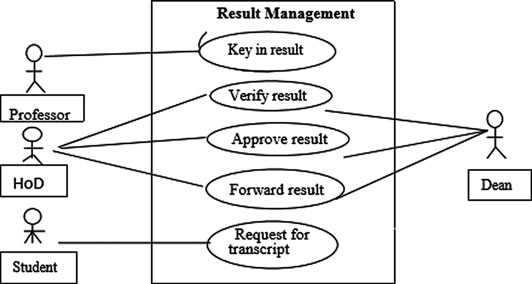 Result Management
Key in result
Professor
Verify result
Approve result
HoD
Dean
Forward result
Request for
transcript
Student